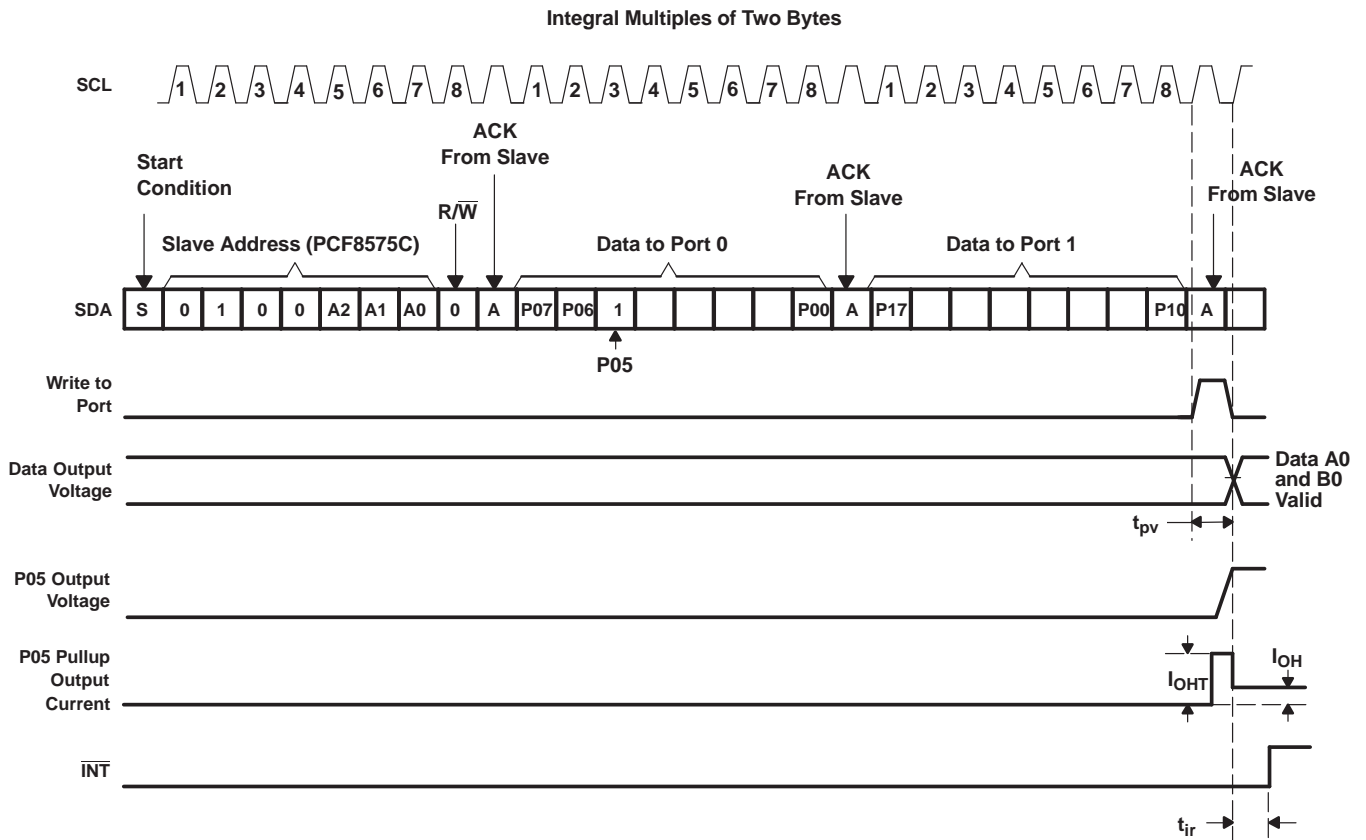 Integral Multiples of Two Bytes
SCL
1 2 3 4 5 6 7 8 1 2 3 4 5 6 7 8 1 2 3 4 5 6 7 8
Start
Condition
ACK
From Slave
ACK
From Slave
ACK
From Slave
R/W̅
Slave Address (PCF8575C)
Data to Port 0
Data to Port 1
SDA
S 0 1 0 0 A2 A1 A0 0 A P07 P06 1 P00 A P17 P10 A
P05
Write to
Port
Data Output
Voltage
Data A0
and B0
Valid
tpv
P05 Output
Voltage
P05 Pullup
Output
Current
IOHT
IOH
I̅N̅T̅
tir